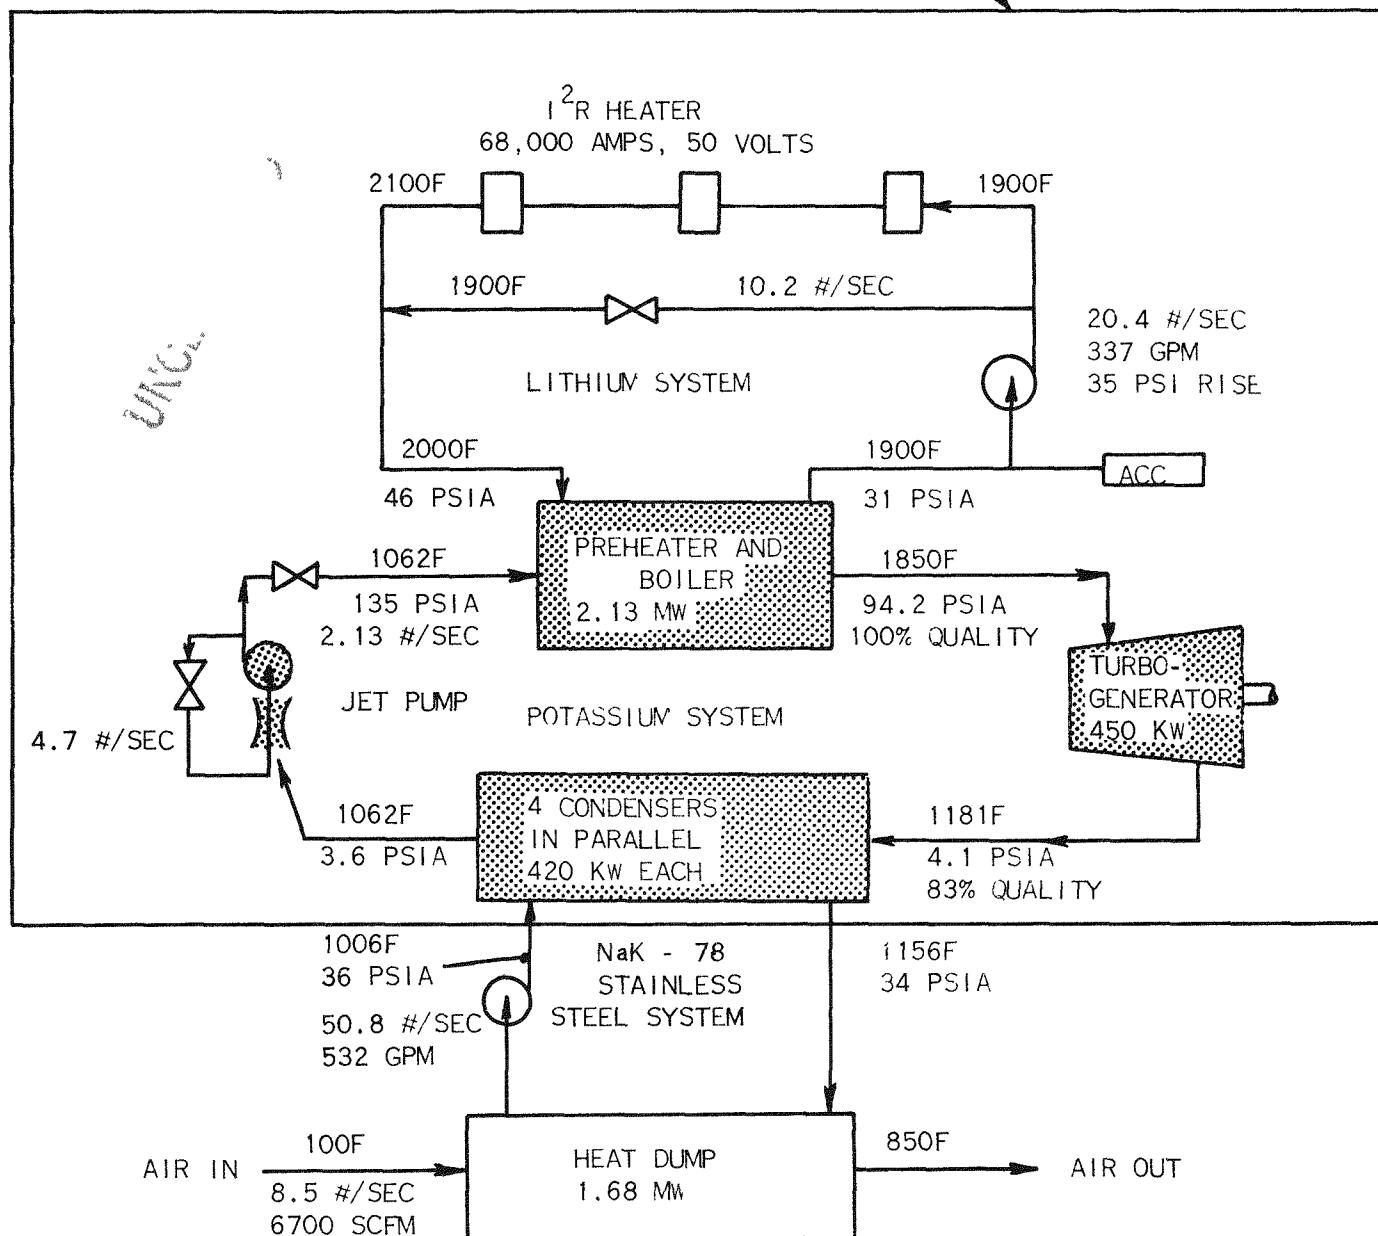 I²R HEATER
68,000 AMPS, 50 VOLTS
2100F
1900F
1900F
10.2 #/SEC
20.4 #/SEC
337 GPM
35 PSI RISE
LITHIUM SYSTEM
2000F
46 PSIA
1900F
31 PSIA
ACC
PREHEATER AND
BOILER
2.13 MW
1062F
135 PSIA
2.13 #/SEC
1850F
94.2 PSIA
100% QUALITY
TURBO-
GENERATOR
450 KW
JET PUMP
POTASSIUM SYSTEM
4.7 #/SEC
4 CONDENSERS
IN PARALLEL
420 KW EACH
1062F
3.6 PSIA
1181F
4.1 PSIA
83% QUALITY
1006F
36 PSIA
50.8 #/SEC
532 GPM
NaK - 78
STAINLESS
STEEL SYSTEM
1156F
34 PSIA
AIR IN
100F
8.5 #/SEC
6700 SCFM
HEAT DUMP
1.68 MW
850F
AIR OUT